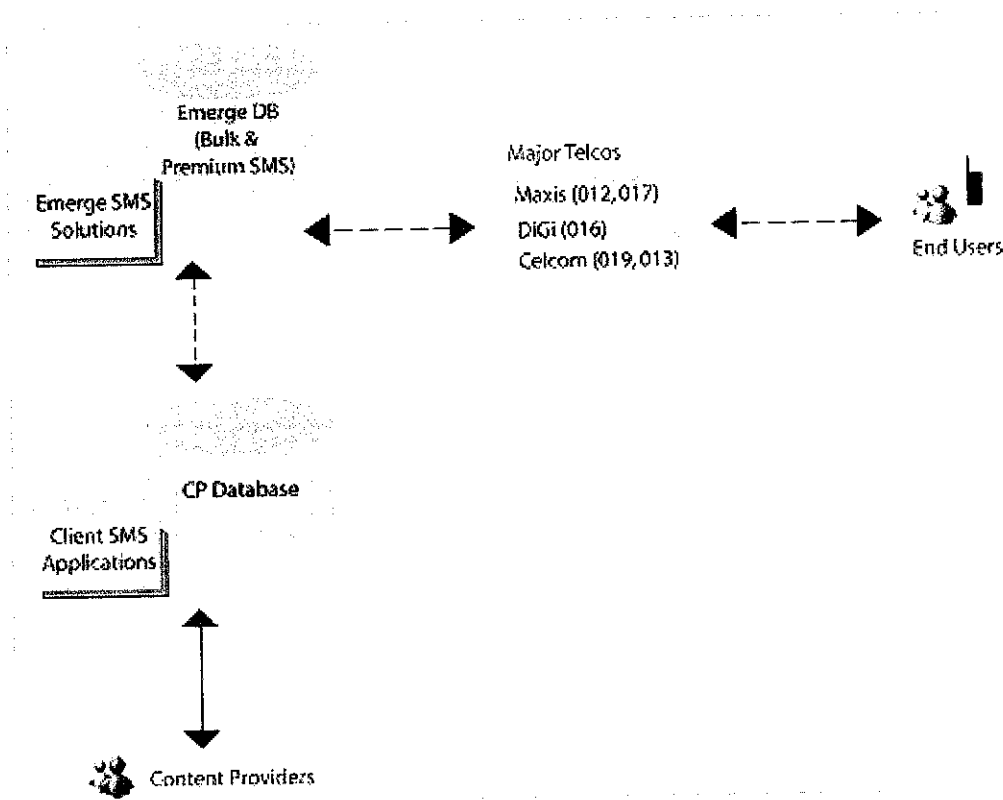 Emerge DB
(Bulk &
Premium SMS)
Emerge SMS
Solutions
Major Telcos
Maxis (012,017)
DiGi (016)
Celcom (019, 013)
End Users
CP Database
Client SMS
Applications
Content Providers